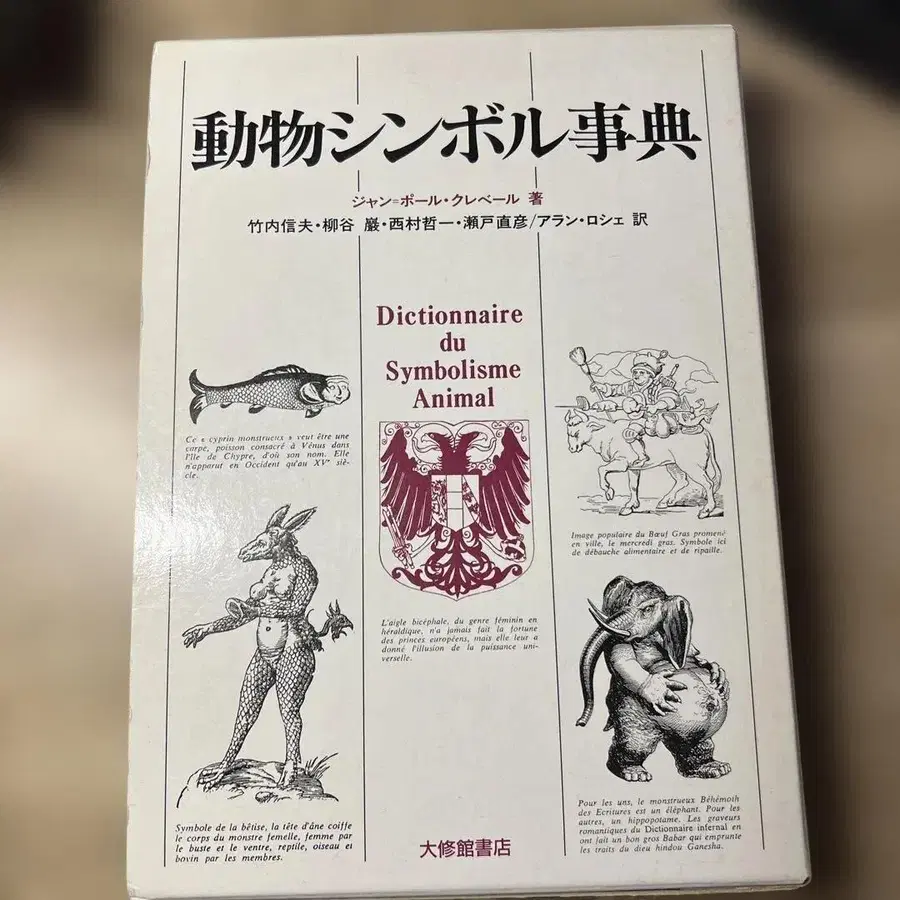 動物シンボル事典
ジャン=ポール・クレベール 著
竹内信夫・柳谷 巖・西村哲一・瀬戸直彦/アラン・ロシェ 訳
Dictionnaire
du
Symbolisme
Animal
Ce « cyprin monstrueux » veut être une
carpe, poisson consacré à Vénus dans
l'île de Chypre, d'où son nom. Elle
n'apparut en Occident qu'au XVe siè-
cle.
Image populaire du Bœuf Gras promené
en ville, le mercredi gras. Symbole ici
de débauche alimentaire et de ripaille.
L'aigle bicéphale, du genre féminin en
héraldique, n'a jamais fait la fortune
des princes européens, mais elle leur a
donné l'illusion de la puissance uni-
verselle.
Symbole de la bêtise, la tête d'âne coiffe
le corps du monstre femelle, femme par
le buste et le ventre, reptile, oiseau et
bovin par les membres.
Pour les uns, le monstrueux Béhémoth
des Ecritures est un éléphant. Pour les
autres, un hippopotame. Les graveurs
romantiques du Dictionnaire infernal en
ont fait un bon gros Babar qui emprunte
les traits du dieu hindou Ganesha.
大修館書店